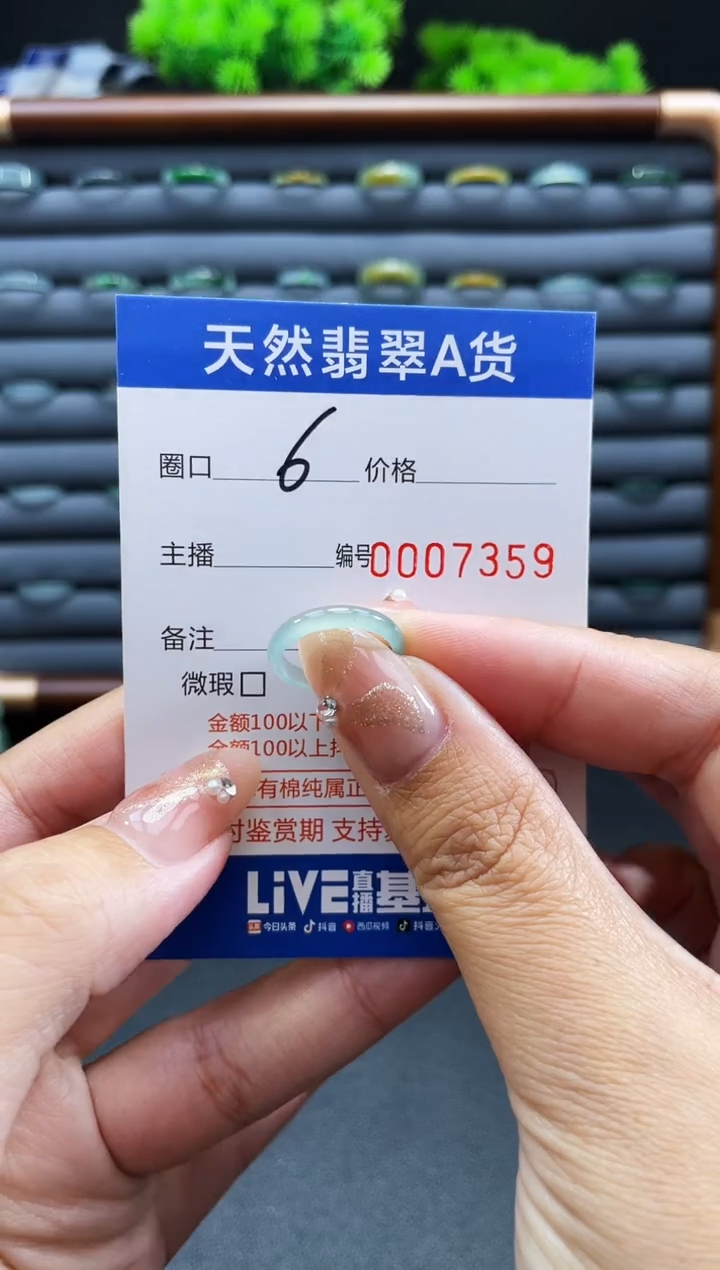 天然翡翠A货
圈口 6 价格
主播 编号0007359
备注
微瑕
金额100以下
金额100以上
有棉纯属正
鉴赏期 支持
LiVE直播基
今日头条 抖音 西瓜视频 抖音